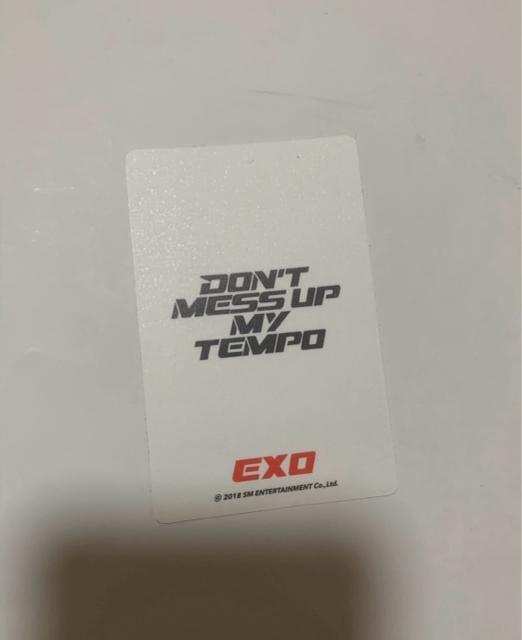 DON'T
MESS UP
MY
TEMPO
EXO
© 2018 SM ENTERTAINMENT Co.,Ltd.